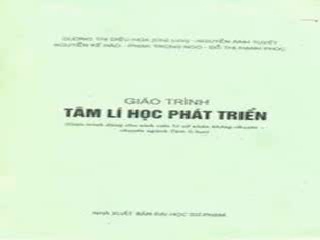 DƯƠNG THỊ DIỆU HOA (Chủ biên) - NGUYỄN ÁNH TUYẾT
NGUYỄN KẾ HÀO - PHAN TRỌNG NGỌ - ĐỖ THỊ HẠNH PHÚC
GIÁO TRÌNH
TÂM LÍ HỌC PHÁT TRIỂN
NHÀ XUẤT BẢN ĐẠI HỌC SƯ PHẠM